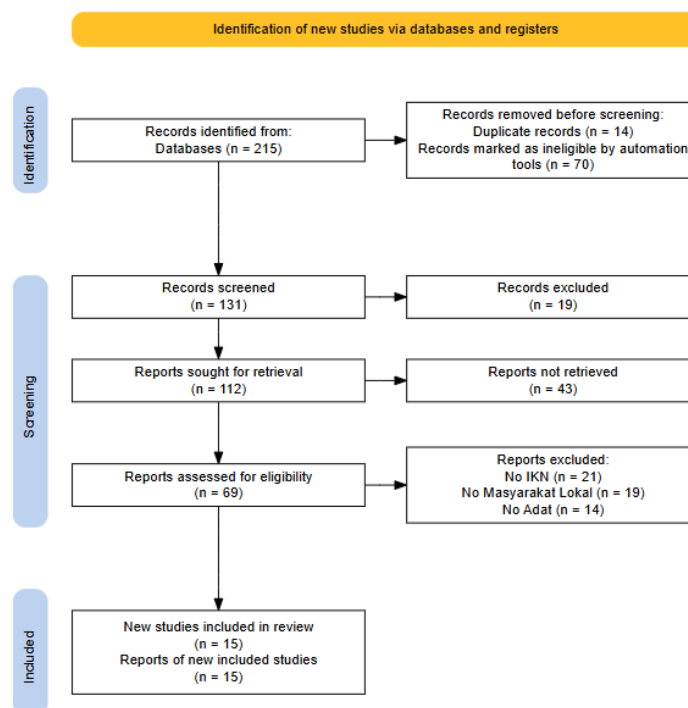 Identification of new studies via databases and registers
Identification
Records identified from:
Databases (n = 215)
Records removed before screening:
Duplicate records (n = 14)
Records marked as ineligible by automation
tools (n = 70)
Screening
Records screened
(n = 131)
Records excluded
(n = 19)
Reports sought for retrieval
(n = 112)
Reports not retrieved
(n = 43)
Reports assessed for eligibility
(n = 69)
Reports excluded:
No IKN (n = 21)
No Masyarakat Lokal (n = 19)
No Adat (n = 14)
Included
New studies included in review
(n = 15)
Reports of new included studies
(n = 15)